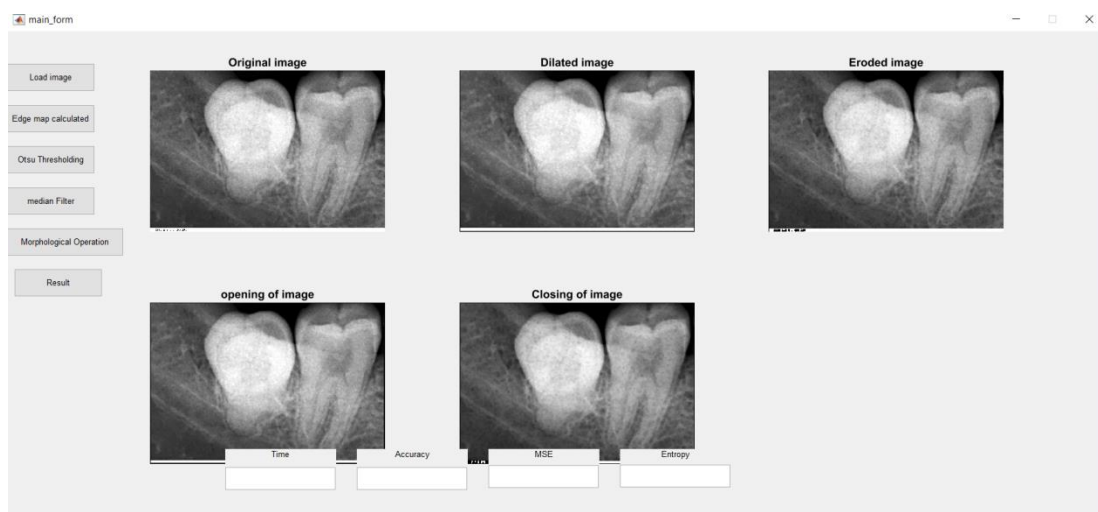 main_form
Load image
Edge map calculated
Otsu Thresholding
median Filter
Morphological Operation
Result
Original image
Dilated image
Eroded image
opening of image
Closing of image
Time
Accuracy
MSE
Entropy